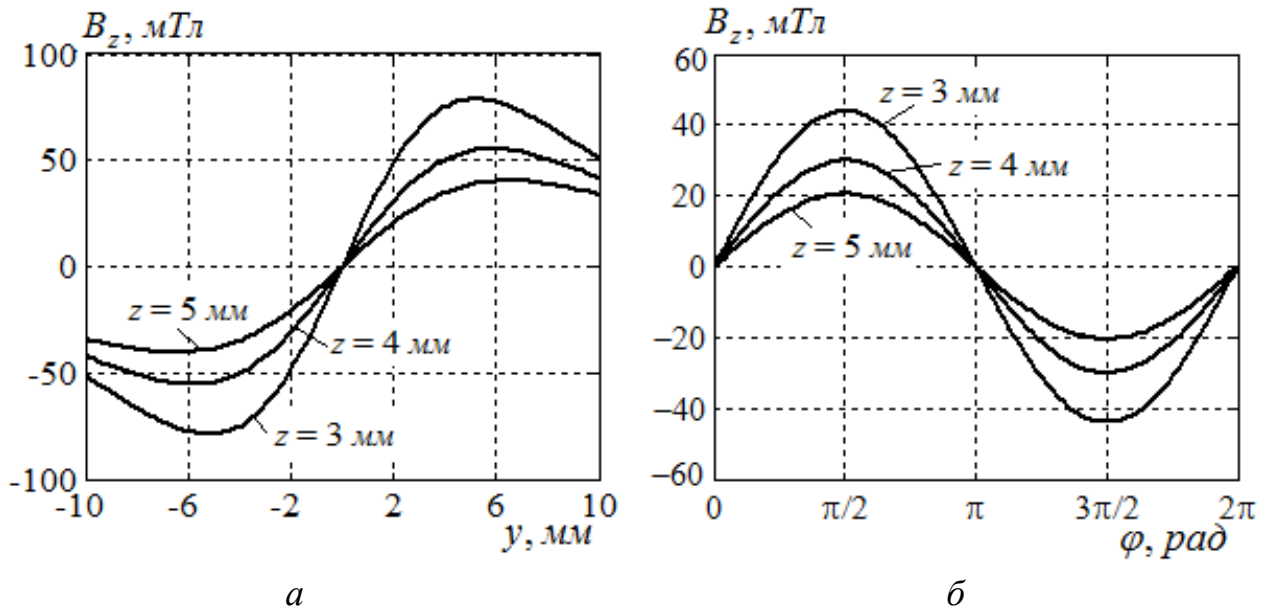 B_z, мТл
100
50
0
-50
-100
-10 -6 -2 2 6 10
y, мм
z = 5 мм
z = 4 мм
z = 3 мм
а
B_z, мТл
60
40
20
0
–20
–40
–60
0 π/2 π 3π/2 2π
φ, рад
z = 3 мм
z = 4 мм
z = 5 мм
б